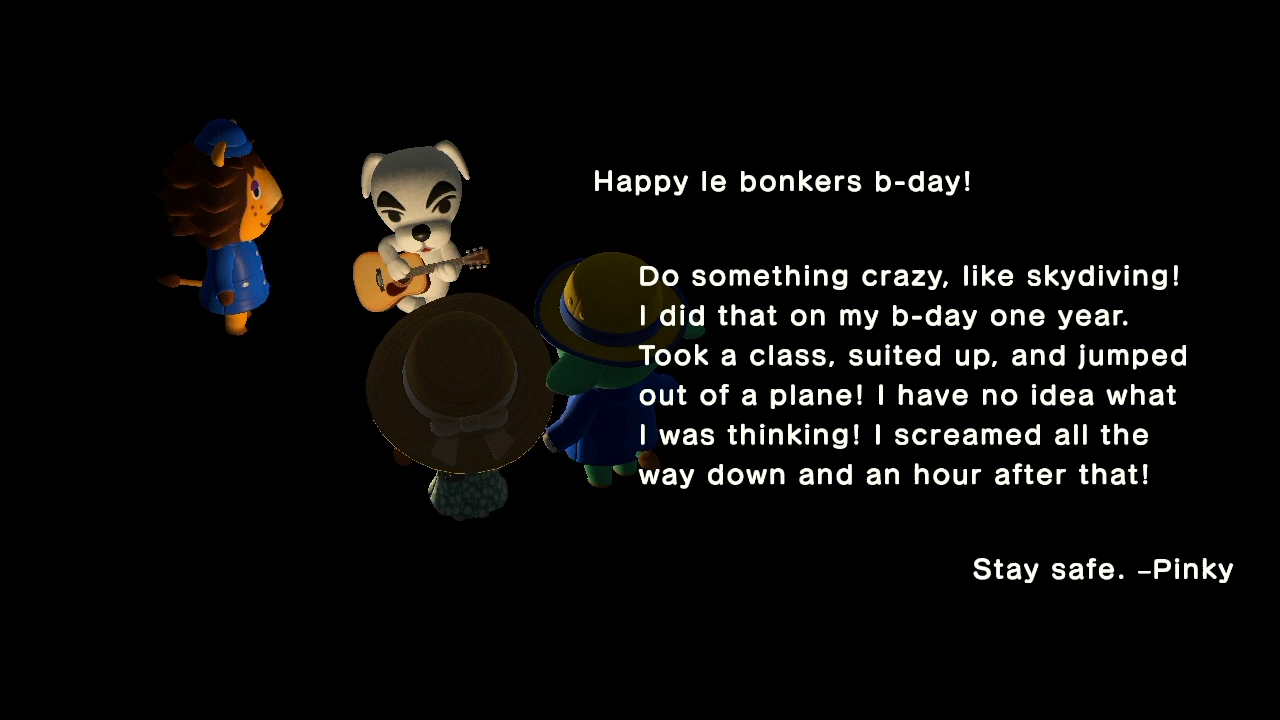 Happy le bonkers b-day!
Do something crazy, like skydiving!
I did that on my b-day one year.
Took a class, suited up, and jumped
out of a plane! I have no idea what
I was thinking! I screamed all the
way down and an hour after that!
Stay safe. –Pinky